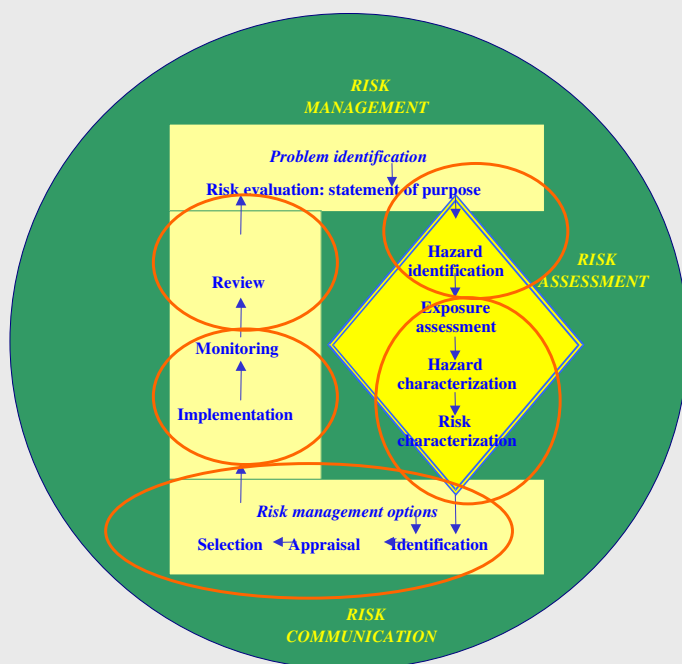 RISK
MANAGEMENT
Problem identification
Risk evaluation: statement of purpose
Hazard
identification
RISK
ASSESSMENT
Review
Exposure
assessment
Monitoring
Hazard
characterization
Implementation
Risk
characterization
Risk management options
Selection Appraisal Identification
RISK
COMMUNICATION